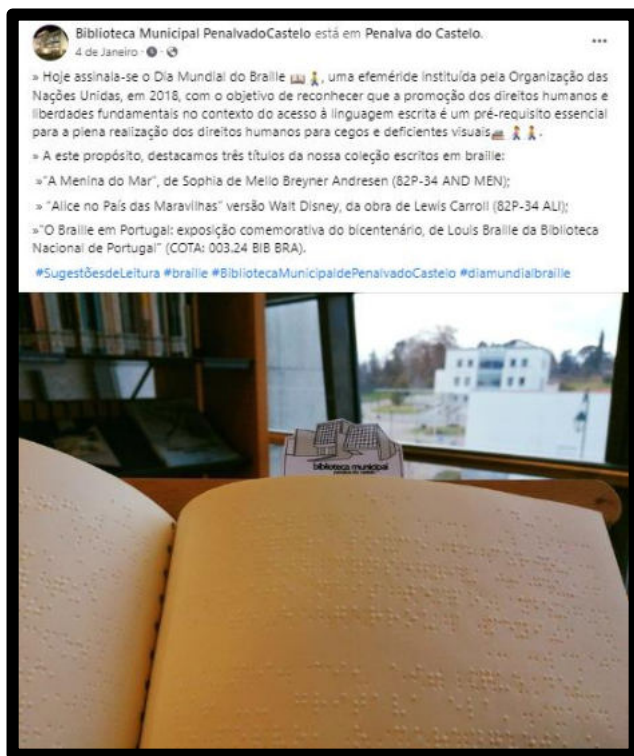 Biblioteca Municipal PenalvadoCastelo está em Penalva do Castelo.
4 de Janeiro
» Hoje assinala-se o Dia Mundial do Braille, uma efeméride instituída pela Organização das
Nações Unidas, em 2018, com o objetivo de reconhecer que a promoção dos direitos humanos e
liberdades fundamentais no contexto do acesso à linguagem escrita é um pré-requisito essencial
para a plena realização dos direitos humanos para cegos e deficientes visuais.
» A este propósito, destacamos três títulos da nossa coleção escritos em braille:
»"A Menina do Mar", de Sophia de Mello Breyner Andresen (82P-34 AND MEN);
» "Alice no País das Maravilhas" versão Walt Disney, da obra de Lewis Carroll (82P-34 ALI);
»"O Braille em Portugal: exposição comemorativa do bicentenário, de Louis Braille da Biblioteca
Nacional de Portugal" (COTA: 003.24 BIB BRA).
#SugestõesdeLeitura #braille #BibliotecaMunicipaldePenalvadoCastelo #diamundialbraille
biblioteca municipal